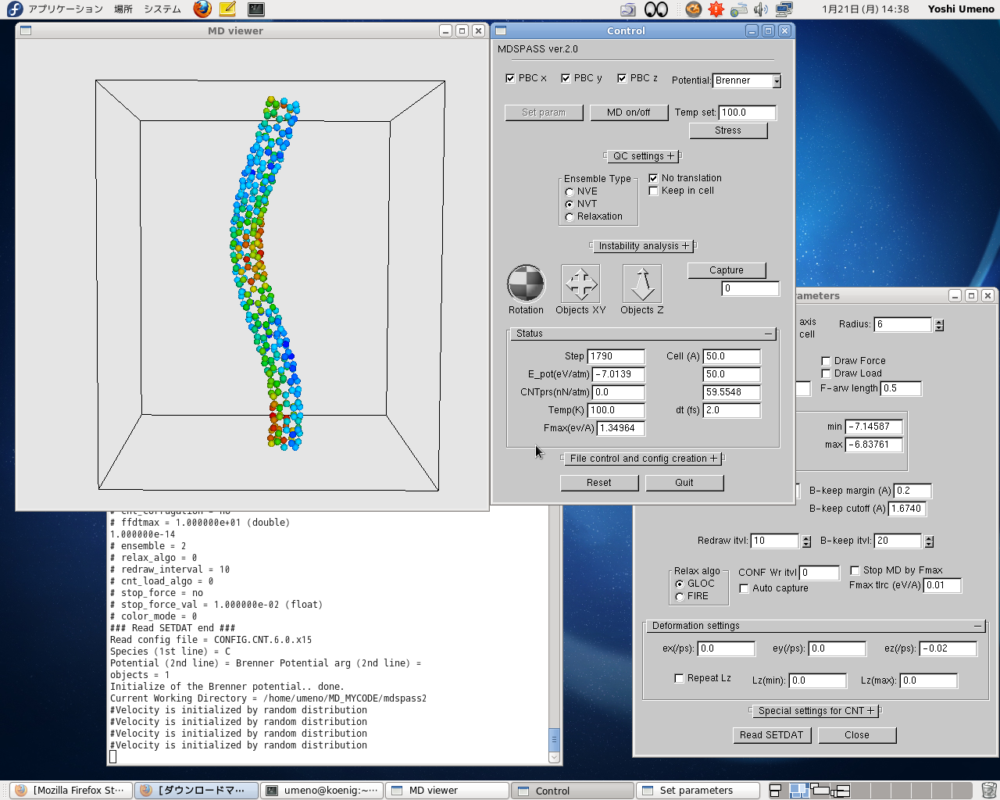 アプリケーション 場所 システム
1月21日 (月) 14:38 Yoshi Umeno
MD viewer
Control
MDSPASS ver.2.0
PBC x PBC y PBC z Potential: Brenner
Set param MD on/off Temp set: 100.0
Stress
QC settings +
Ensemble Type
NVE
NVT
Relaxation
No translation
Keep in cell
Instability analysis +
Capture
0
Rotation Objects XY Objects Z
Status
Step 1790 Cell (A) 50.0
E_pot(eV/atm) -7.0139 50.0
CNTprs(nN/atm) 0.0 59.5548
Temp(K) 100.0 dt (fs) 2.0
Fmax(ev/A) 1.34964
File control and config creation +
Reset Quit
rameters
axis
cell
Radius: 6
Draw Force
Draw Load
F-arw length 0.5
min -7.14587
max -6.83761
B-keep margin (A) 0.2
B-keep cutoff (A) 1.6740
Redraw itvl: 10 B-keep itvl: 20
Relax algo
GLOC
FIRE
CONF Wr itvl 0
Auto capture
Stop MD by Fmax
Fmax tlrc (eV/A) 0.01
Deformation settings
ex(/ps): 0.0 ey(/ps): 0.0 ez(/ps): -0.02
Repeat Lz Lz(min): 0.0 Lz(max): 0.0
Special settings for CNT +
Read SETDAT Close
# cnt_corrugation = no
# ffdtmax = 1.000000e+01 (double)
1.000000e-14
# ensemble = 2
# relax_algo = 0
# redraw_interval = 10
# cnt_load_algo = 0
# stop_force = no
# stop_force_val = 1.000000e-02 (float)
# color_mode = 0
### Read SETDAT end ###
Read config file = CONFIG.CNT.6.0.x15
Species (1st line) = C
Potential (2nd line) = Brenner Potential arg (2nd line) =
objects = 1
Initialize of the Brenner potential.. done.
Current Working Directory = /home/umeno/MD_MYCODE/mdspass2
#Velocity is initialized by random distribution
#Velocity is initialized by random distribution
#Velocity is initialized by random distribution
#Velocity is initialized by random distribution
[Mozilla Firefox St··· [ダウンロードマ··· umeno@koenig:~··· MD viewer Control Set parameters